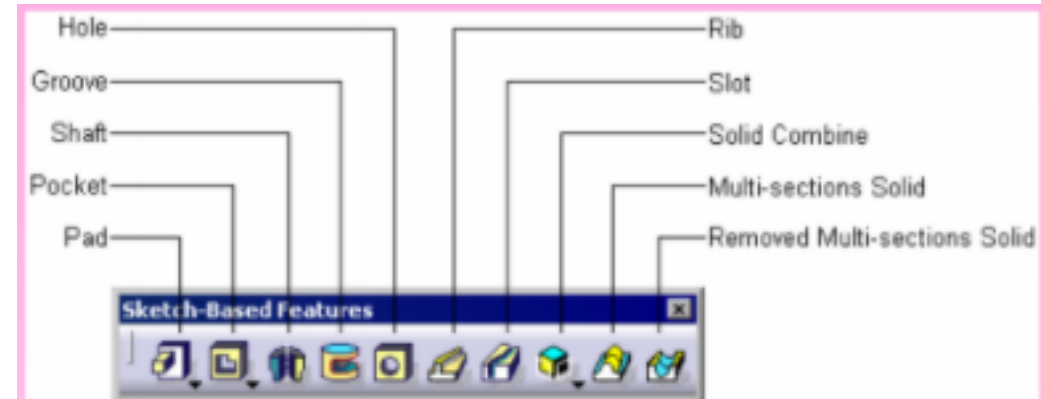 Hole
Groove
Shaft
Pocket
Pad
Rib
Slot
Solid Combine
Multi-sections Solid
Removed Multi-sections Solid
Sketch-Based Features